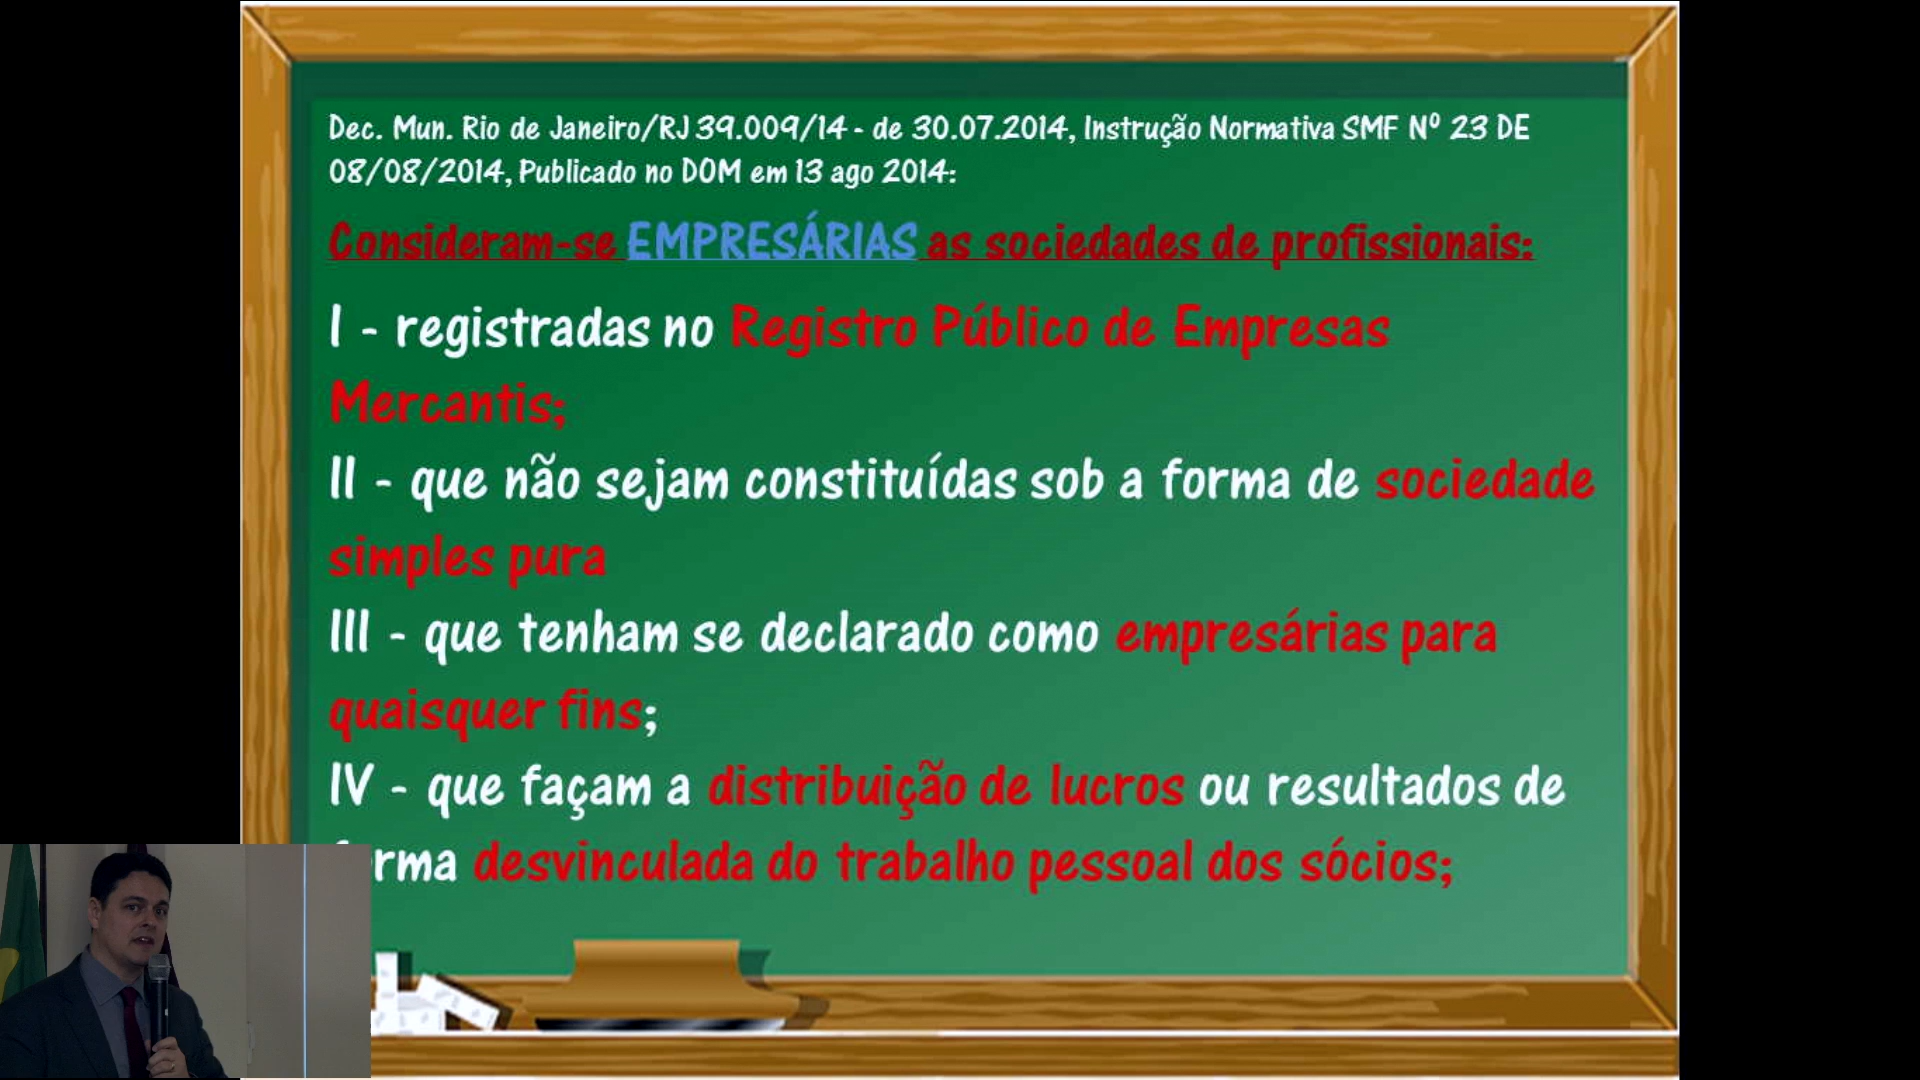 Dec. Mun. Rio de Janeiro/RJ 39.009/14 - de 30.07.2014, Instrução Normativa SMF Nº 23 DE
08/08/2014, Publicado no DOM em 13 ago 2014:
Consideram-se EMPRESÁRIAS as sociedades de profissionais:
I - registradas no Registro Público de Empresas
Mercantis;
II - que não sejam constituídas sob a forma de sociedade
simples pura
III - que tenham se declarado como empresárias para
quaisquer fins;
IV - que façam a distribuição de lucros ou resultados de
forma desvinculada do trabalho pessoal dos sócios;